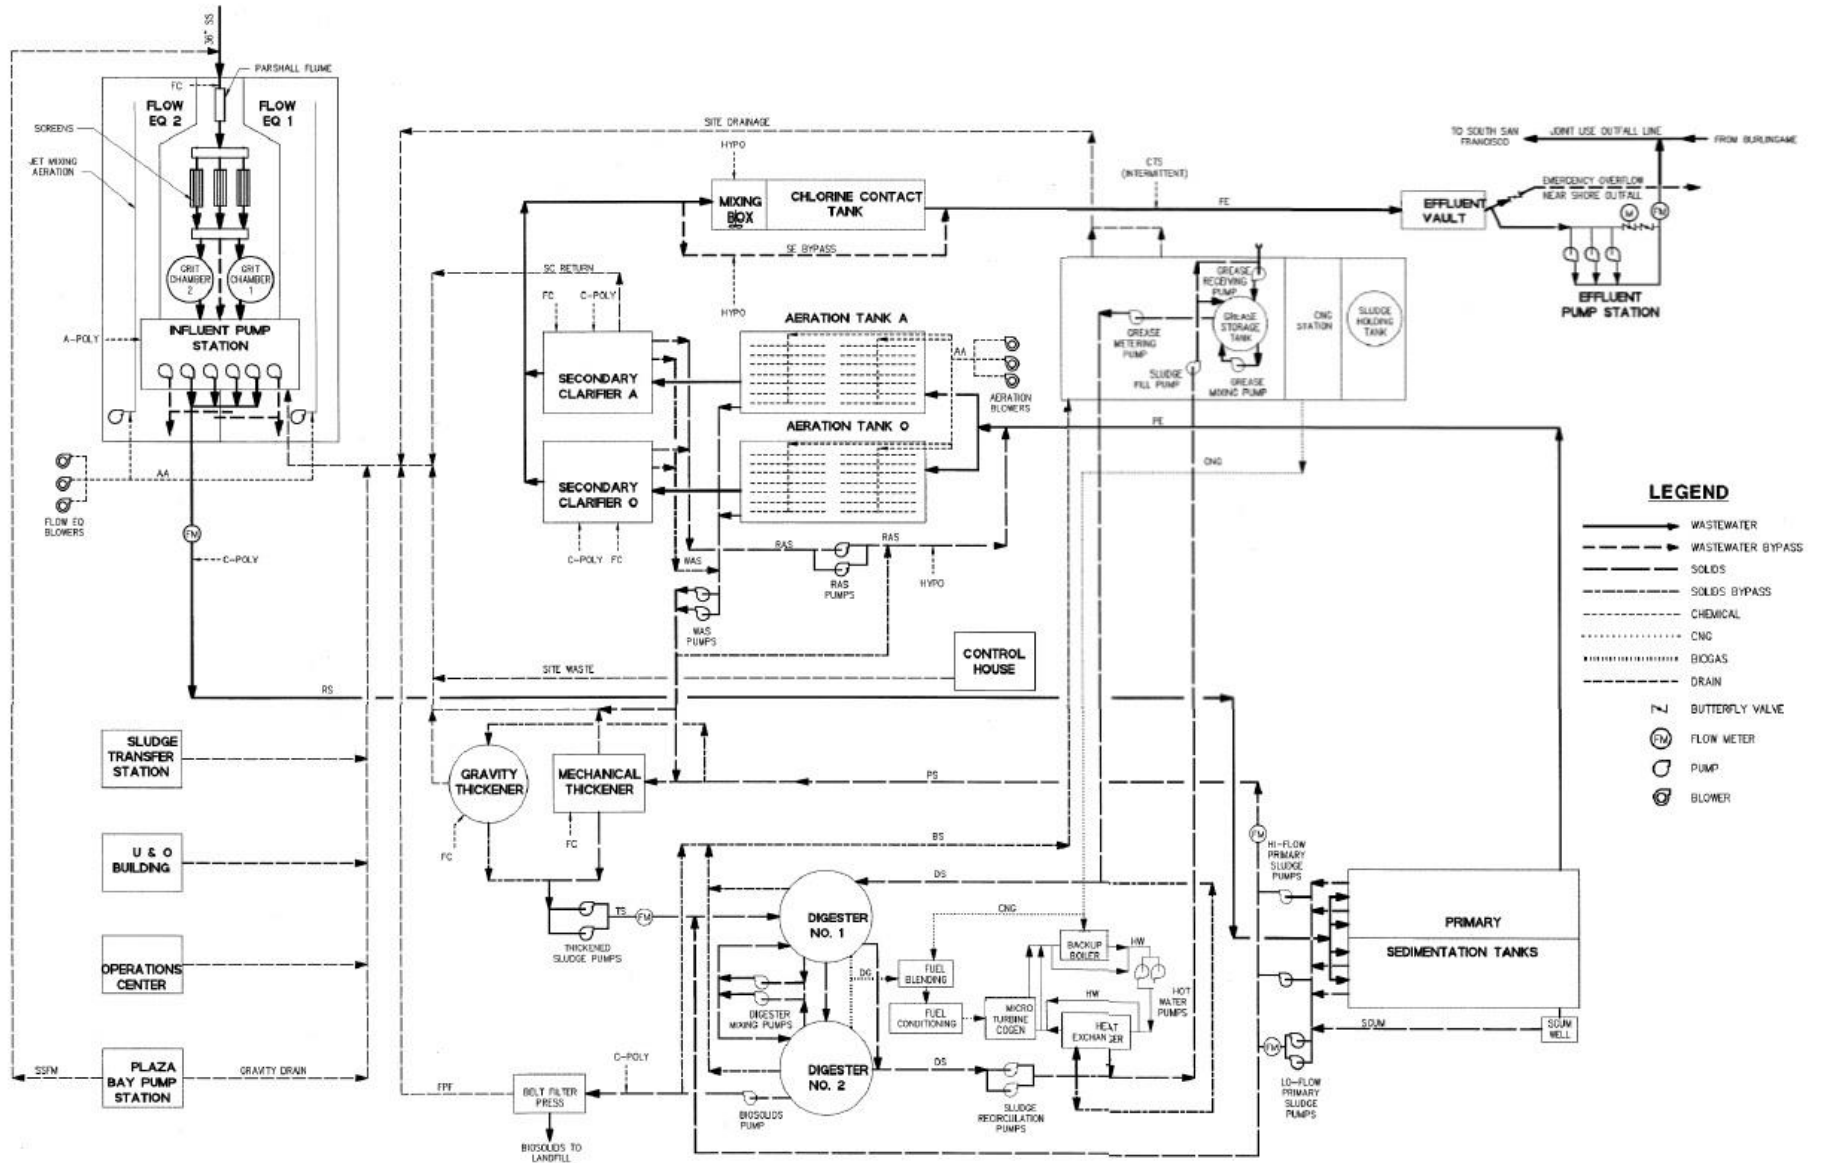 36" SS
PARSHALL FLUME
FC
FLOW
EQ 2
FLOW
EQ 1
SCREENS
JET MIXING
AERATION
GRIT
CHAMBER
2
GRIT
CHAMBER
1
INFLUENT PUMP
STATION
A-POLY
AA
FLOW EQ
BLOWERS
FM
C-POLY
RS
SLUDGE
TRANSFER
STATION
U & O
BUILDING
OPERATIONS
CENTER
PLAZA
BAY PUMP
STATION
SSFM
GRAVITY DRAIN
SITE DRAINAGE
HYPO
MIXING
BOX
CHLORINE CONTACT
TANK
SE BYPASS
HYPO
CTS
(INTERMITTENT)
FE
EFFLUENT
VAULT
TO SOUTH SAN
FRANCISCO
JOINT USE OUTFALL LINE
FROM BURLINGAME
EMERGENCY OVERFLOW
NEAR SHORE OUTFALL
M
FM
EFFLUENT
PUMP STATION
SC RETURN
FC
C-POLY
SECONDARY
CLARIFIER A
SECONDARY
CLARIFIER O
C-POLY FC
AERATION TANK A
AERATION TANK O
AA
AERATION
BLOWERS
GREASE
RECEIVING
PUMP
GREASE
STORAGE
TANK
GREASE
METERING
PUMP
SLUDGE
FILL PUMP
GREASE
MIXING PUMP
CNG
STATION
SLUDGE
HOLDING
TANK
PE
CNG
RAS
RAS
RAS
PUMPS
HYPO
WAS
WAS
PUMPS
CONTROL
HOUSE
SITE WASTE
GRAVITY
THICKENER
MECHANICAL
THICKENER
FC
FC
PS
BS
TS
FM
THICKENED
SLUDGE PUMPS
DIGESTER
NO. 1
DIGESTER
MIXING PUMPS
DIGESTER
NO. 2
DS
DG
CNG
FUEL
BLENDING
FUEL
CONDITIONING
MICRO
TURBINE
COGEN
BACKUP
BOILER
HW
HW
HOT
WATER
PUMPS
HEAT
EXCHANGER
DS
SLUDGE
RECIRCULATION
PUMPS
C-POLY
FPF
BELT FILTER
PRESS
BIOSOLIDS
PUMP
BIOSOLIDS TO
LANDFILL
FM
HI-FLOW
PRIMARY
SLUDGE
PUMPS
PRIMARY
SEDIMENTATION TANKS
SCUM
SCUM
WELL
FM
LO-FLOW
PRIMARY
SLUDGE
PUMPS
LEGEND
WASTEWATER
WASTEWATER BYPASS
SOLIDS
SOLIDS BYPASS
CHEMICAL
CNG
BIOGAS
DRAIN
BUTTERFLY VALVE
FM
FLOW METER
PUMP
BLOWER